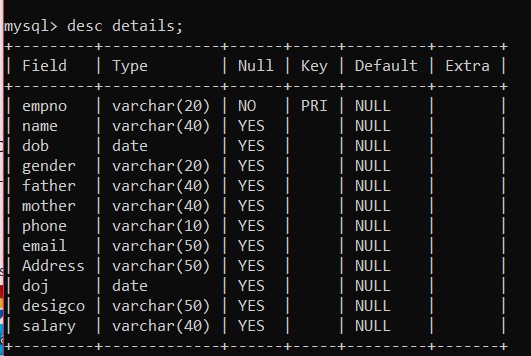 mysql> desc details;
+---------+-------------+------+-----+---------+-------+
| Field   | Type        | Null | Key | Default | Extra |
+---------+-------------+------+-----+---------+-------+
| empno   | varchar(20) | NO   | PRI | NULL    |       |
| name    | varchar(40) | YES  |     | NULL    |       |
| dob     | date        | YES  |     | NULL    |       |
| gender  | varchar(20) | YES  |     | NULL    |       |
| father  | varchar(40) | YES  |     | NULL    |       |
| mother  | varchar(40) | YES  |     | NULL    |       |
| phone   | varchar(10) | YES  |     | NULL    |       |
| email   | varchar(50) | YES  |     | NULL    |       |
| Address | varchar(50) | YES  |     | NULL    |       |
| doj     | date        | YES  |     | NULL    |       |
| desigco | varchar(50) | YES  |     | NULL    |       |
| salary  | varchar(40) | YES  |     | NULL    |       |
+---------+-------------+------+-----+---------+-------+